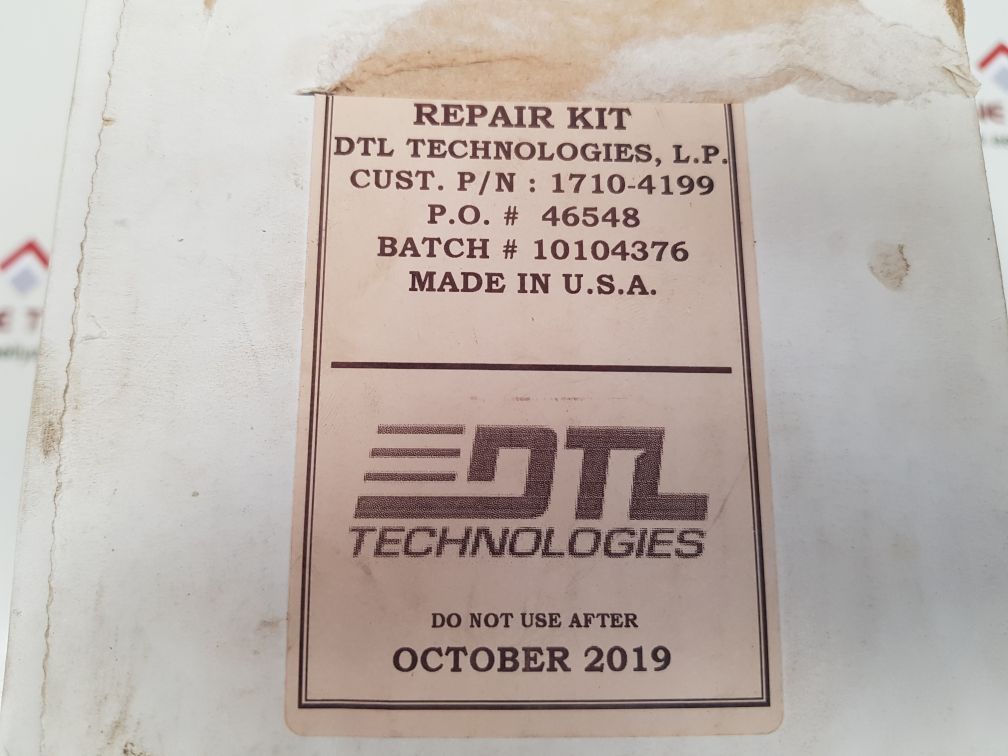 REPAIR KIT
DTL TECHNOLOGIES, L.P.
CUST. P/N : 1710-4199
P.O. # 46548
BATCH # 10104376
MADE IN U.S.A.
DTL
TECHNOLOGIES
DO NOT USE AFTER
OCTOBER 2019